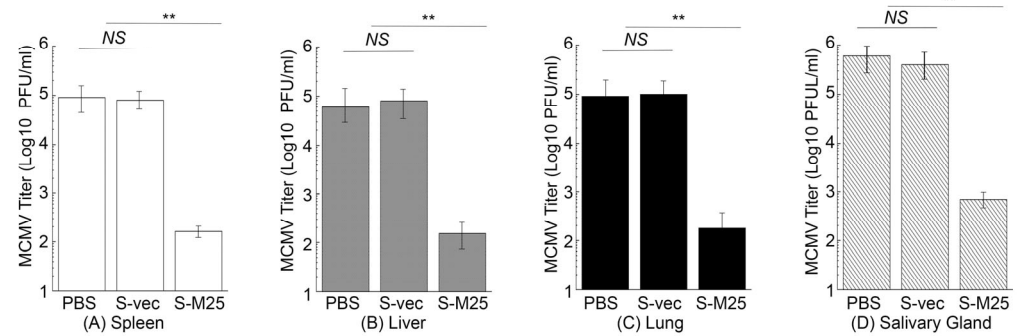 **
NS
MCMV Titer (Log10 PFU/ml)
6
5
4
3
2
1
PBS S-vec S-M25
(A) Spleen
**
NS
MCMV Titer (Log10 PFU/ml)
6
5
4
3
2
1
PBS S-vec S-M25
(B) Liver
**
NS
MCMV Titer (Log10 PFU/ml)
6
5
4
3
2
1
PBS S-vec S-M25
(C) Lung
NS
MCMV Titer (Log10 PFUL/ml)
6
5
4
3
2
1
PBS S-vec S-M25
(D) Salivary Gland